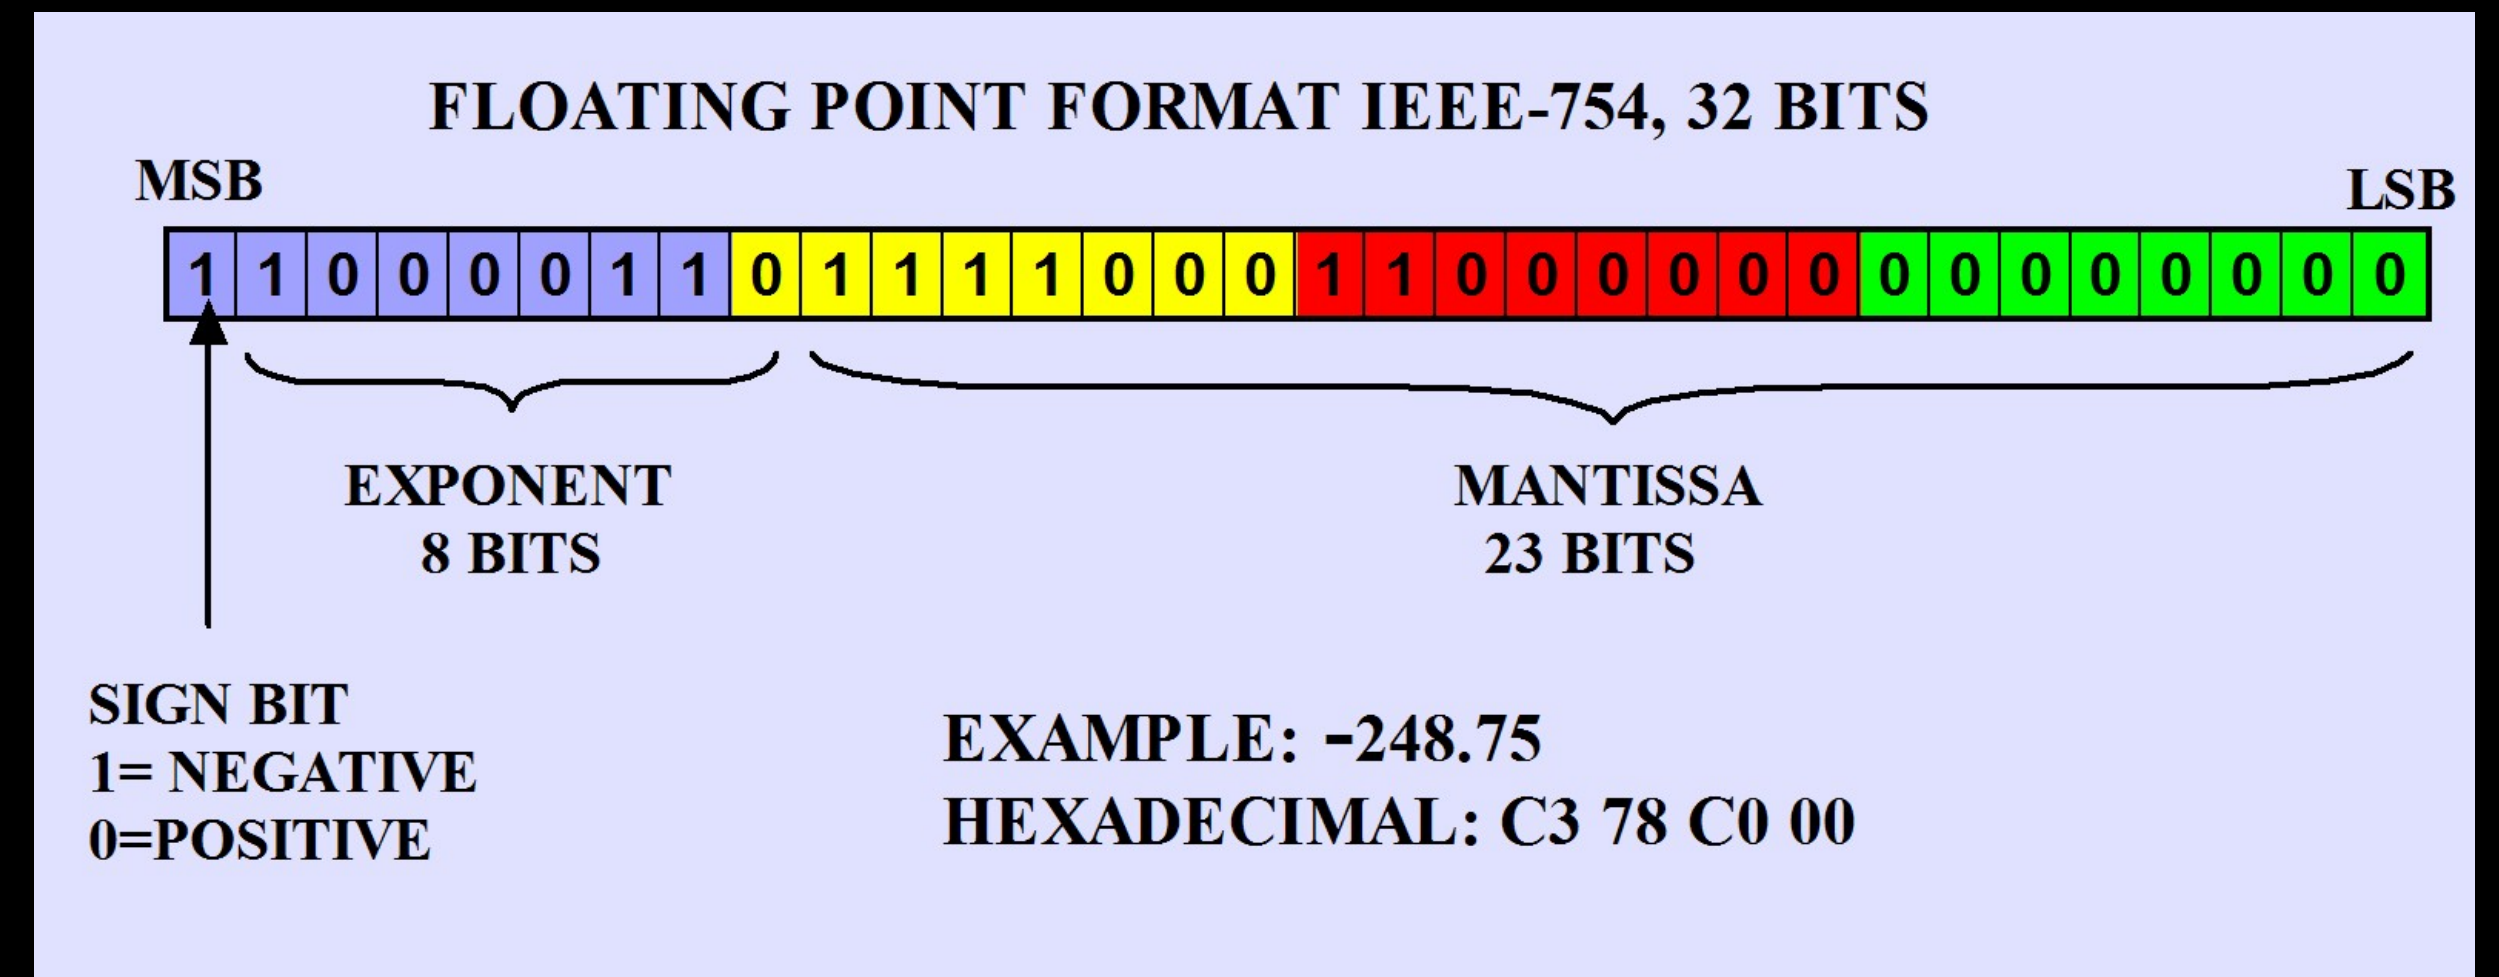 FLOATING POINT FORMAT IEEE-754, 32 BITS
MSB
LSB
1 1 0 0 0 0 1 1 0 1 1 1 1 0 0 0 1 1 0 0 0 0 0 0 0 0 0 0 0 0 0 0
EXPONENT
8 BITS
MANTISSA
23 BITS
SIGN BIT
1= NEGATIVE
0=POSITIVE
EXAMPLE: -248.75
HEXADECIMAL: C3 78 C0 00